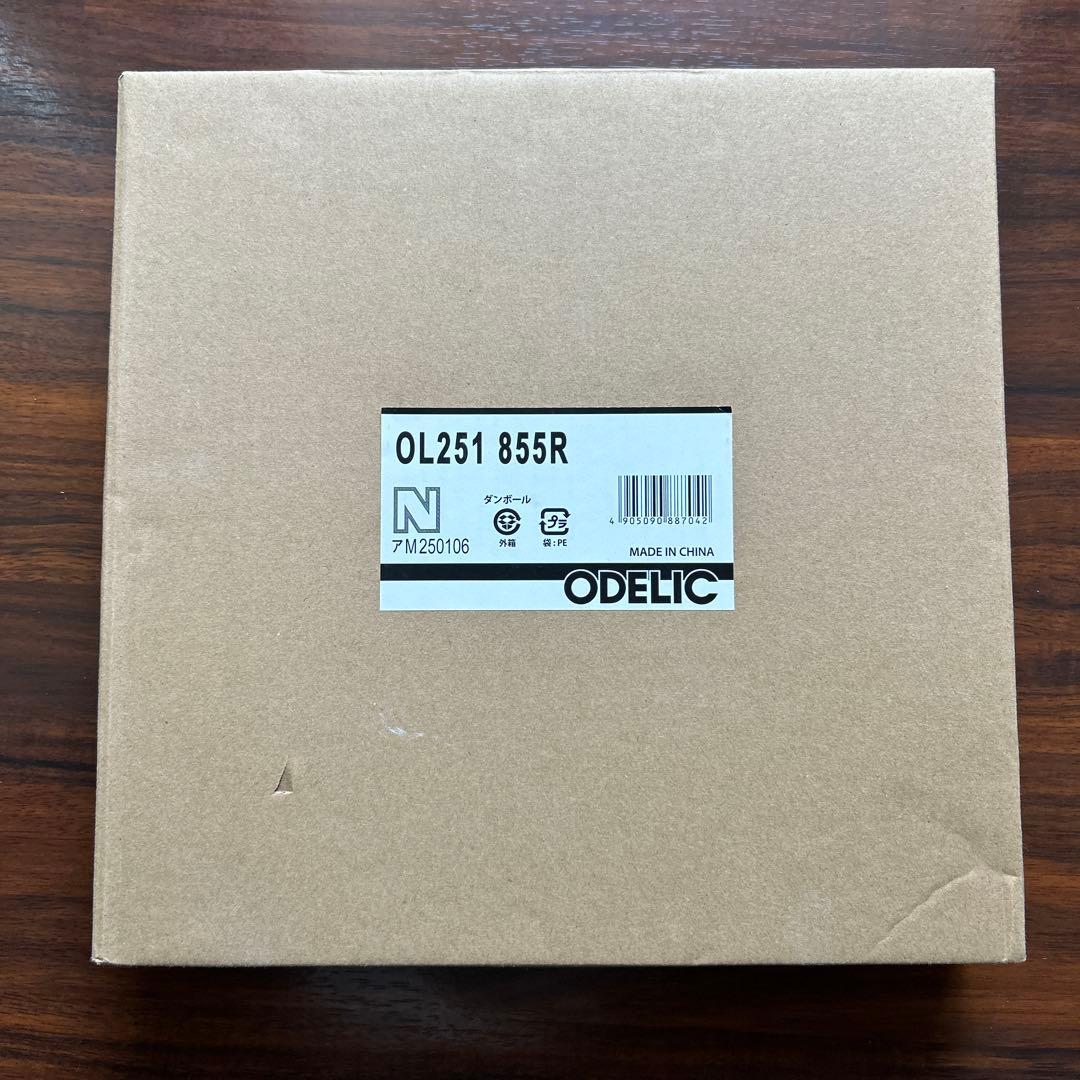 OL251 855R
N
ダンボール
外箱
プラ
袋:PE
アM250106
4 905090 887042
MADE IN CHINA
ODELIC